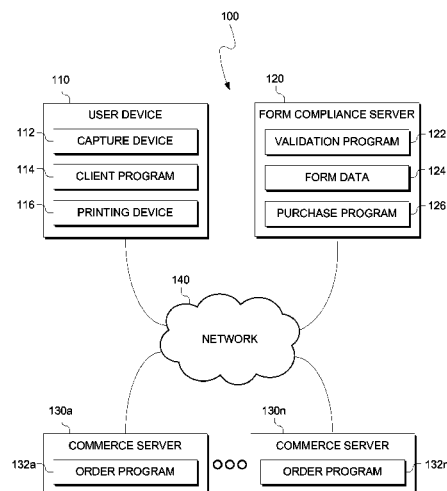 100
110
USER DEVICE
112
CAPTURE DEVICE
114
CLIENT PROGRAM
116
PRINTING DEVICE
120
FORM COMPLIANCE SERVER
VALIDATION PROGRAM
122
FORM DATA
124
PURCHASE PROGRAM
126
140
NETWORK
130a
COMMERCE SERVER
132a
ORDER PROGRAM
130n
COMMERCE SERVER
ORDER PROGRAM
132n